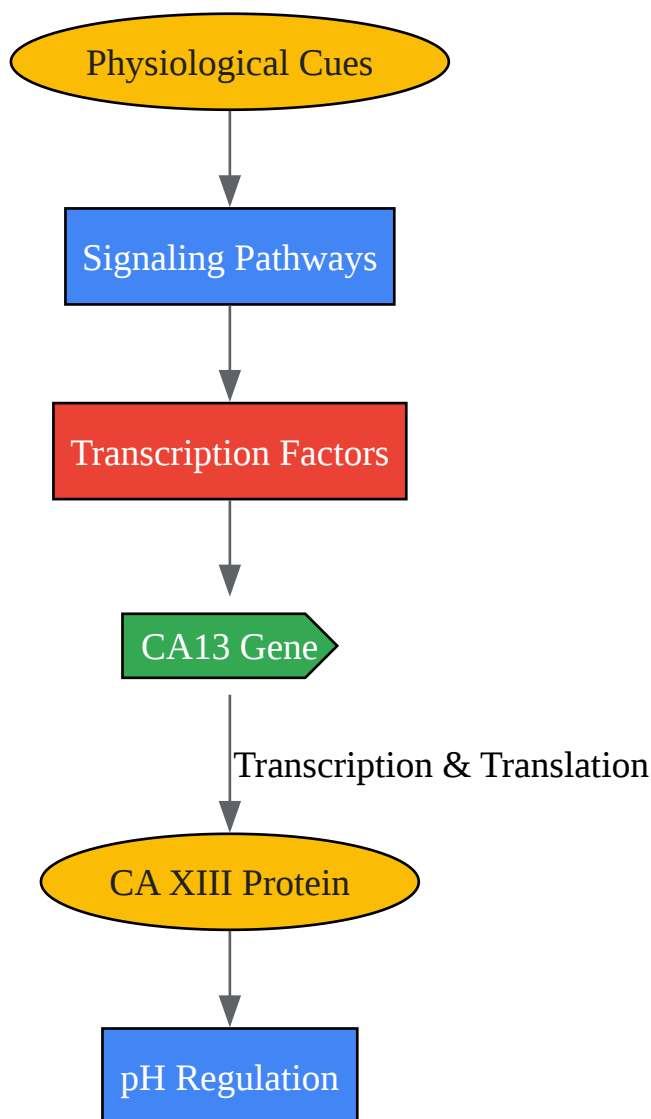 Physiological Cues
Signaling Pathways
Transcription Factors
CA13 Gene
Transcription & Translation
CA XIII Protein
pH Regulation